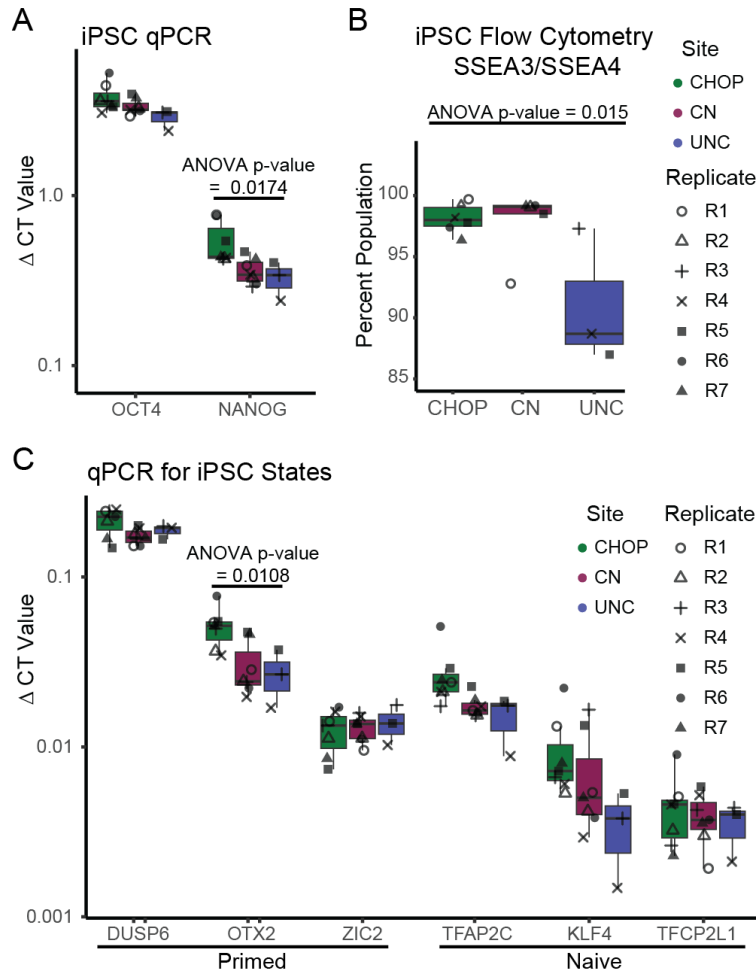 A
iPSC qPCR
Δ CT Value
1.0
0.1
ANOVA p-value
= 0.0174
OCT4
NANOG
B
iPSC Flow Cytometry
SSEA3/SSEA4
ANOVA p-value = 0.015
Percent Population
100
95
90
85
CHOP
CN
UNC
Site
CHOP
CN
UNC
Replicate
R1
R2
R3
R4
R5
R6
R7
C
qPCR for iPSC States
Δ CT Value
0.1
0.01
0.001
ANOVA p-value
= 0.0108
Site
CHOP
CN
UNC
Replicate
R1
R2
R3
R4
R5
R6
R7
DUSP6
OTX2
ZIC2
TFAP2C
KLF4
TFCP2L1
Primed
Naive